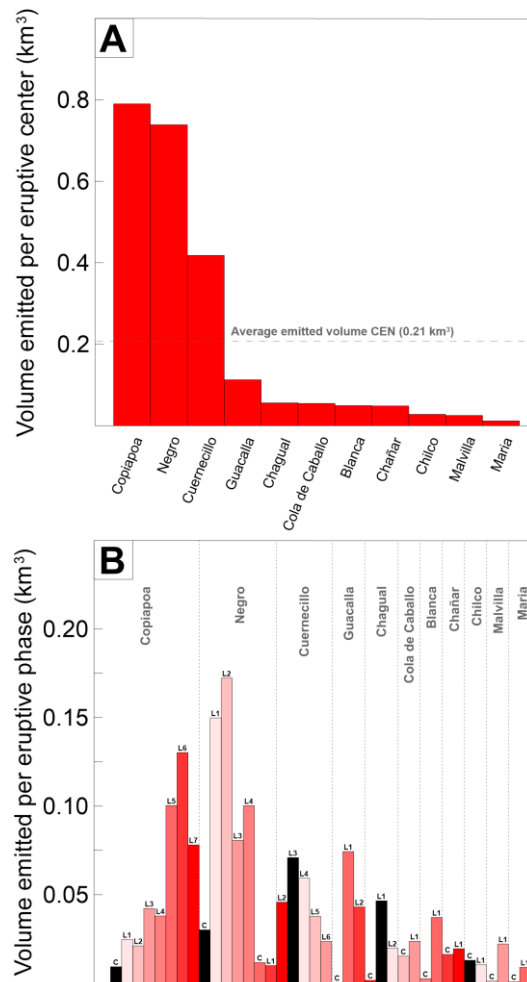 A
Volume emitted per eruptive center (km³)
0.8
0.6
0.4
0.2
Average emitted volume CEN (0.21 km³)
Copiapoa
Negro
Cuernecillo
Guacalla
Chagual
Cola de Caballo
Blanca
Chañar
Chilco
Malvilla
Maria
B
Volume emitted per eruptive phase (km³)
0.20
0.15
0.10
0.05
Copiapoa
Negro
Cuernecillo
Guacalla
Chagual
Cola de Caballo
Blanca
Chañar
Chilco
Malvilla
Maria
C L1 L2 L3 L4 L5 L6 L7
C L1 L2 L3 L4 C L1
L2 L3 L4 L5 L6
C L1 L2
C L1 L2
C L1
C L1
C L1
C L1
C L1
C L1